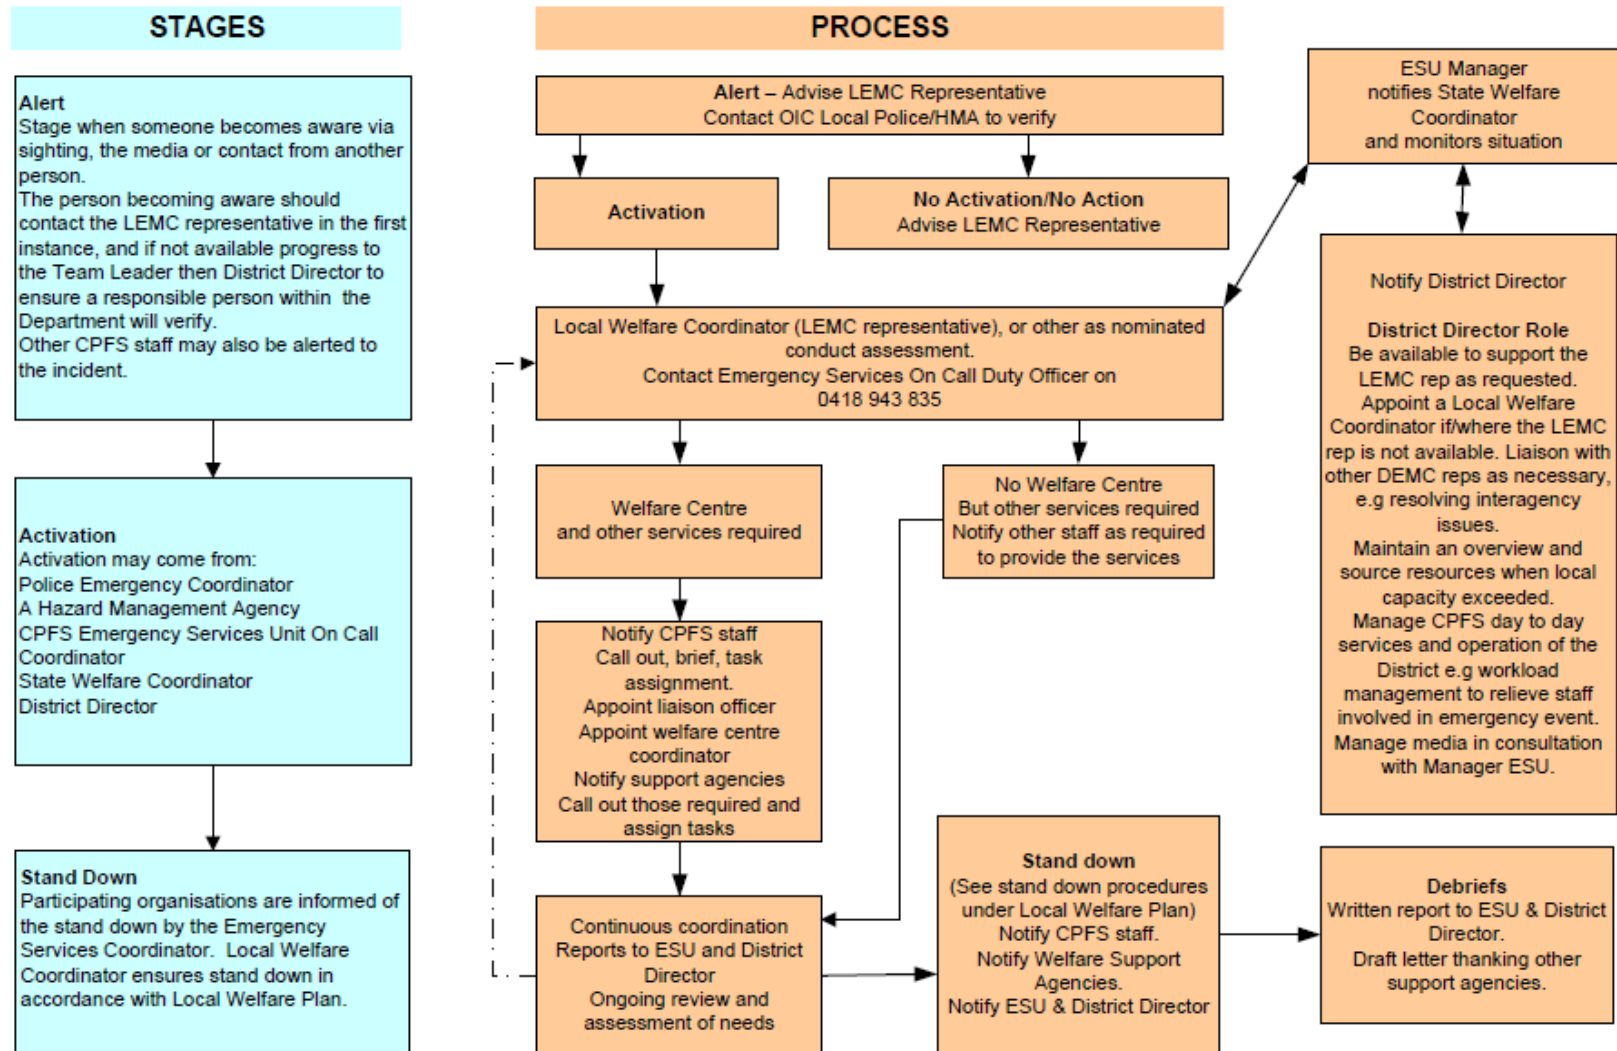 STAGES
Alert
Stage when someone becomes aware via
sighting, the media or contact from another
person.
The person becoming aware should
contact the LEMC representative in the first
instance, and if not available progress to
the Team Leader then District Director to
ensure a responsible person within the
Department will verify.
Other CPFS staff may also be alerted to
the incident.
Activation
Activation may come from:
Police Emergency Coordinator
A Hazard Management Agency
CPFS Emergency Services Unit On Call
Coordinator
State Welfare Coordinator
District Director
Stand Down
Participating organisations are informed of
the stand down by the Emergency
Services Coordinator. Local Welfare
Coordinator ensures stand down in
accordance with Local Welfare Plan.
PROCESS
Alert – Advise LEMC Representative
Contact OIC Local Police/HMA to verify
Activation
No Activation/No Action
Advise LEMC Representative
Local Welfare Coordinator (LEMC representative), or other as nominated
conduct assessment.
Contact Emergency Services On Call Duty Officer on
0418 943 835
Welfare Centre
and other services required
No Welfare Centre
But other services required
Notify other staff as required
to provide the services
Notify CPFS staff
Call out, brief, task
assignment.
Appoint liaison officer
Appoint welfare centre
coordinator
Notify support agencies
Call out those required and
assign tasks
Continuous coordination
Reports to ESU and District
Director
Ongoing review and
assessment of needs
Stand down
(See stand down procedures
under Local Welfare Plan)
Notify CPFS staff.
Notify Welfare Support
Agencies.
Notify ESU & District Director
ESU Manager
notifies State Welfare
Coordinator
and monitors situation
Notify District Director
District Director Role
Be available to support the
LEMC rep as requested.
Appoint a Local Welfare
Coordinator if/where the LEMC
rep is not available. Liaison with
other DEMC reps as necessary,
e.g resolving interagency
issues.
Maintain an overview and
source resources when local
capacity exceeded.
Manage CPFS day to day
services and operation of the
District e.g workload
management to relieve staff
involved in emergency event.
Manage media in consultation
with Manager ESU.
Debriefs
Written report to ESU & District
Director.
Draft letter thanking other
support agencies.